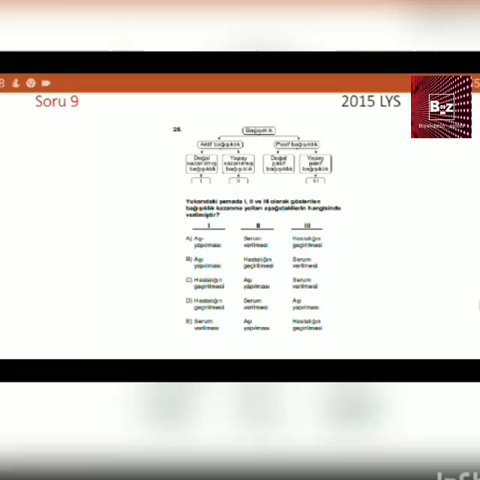 Soru 9
2015 LYS
B z
25.
Bağışıklık
Aktif bağışıklık
Pasif bağışıklık
Doğal kazanılmış bağışıklık
Yapay kazanılmış bağışıklık
Doğal pasif bağışıklık
Yapay pasif bağışıklık
I
II
III
Yukarıdaki şemada I, II ve III olarak gösterilen
bağışıklık kazanma yolları aşağıdakilerin hangisinde
verilmiştir?
I II III
A) Aşı yapılması Serum verilmesi Hastalığın geçirilmesi
B) Aşı yapılması Hastalığın geçirilmesi Serum verilmesi
C) Hastalığın geçirilmesi Aşı yapılması Serum verilmesi
D) Hastalığın geçirilmesi Serum verilmesi Aşı yapılması
E) Serum verilmesi Aşı yapılması Hastalığın geçirilmesi